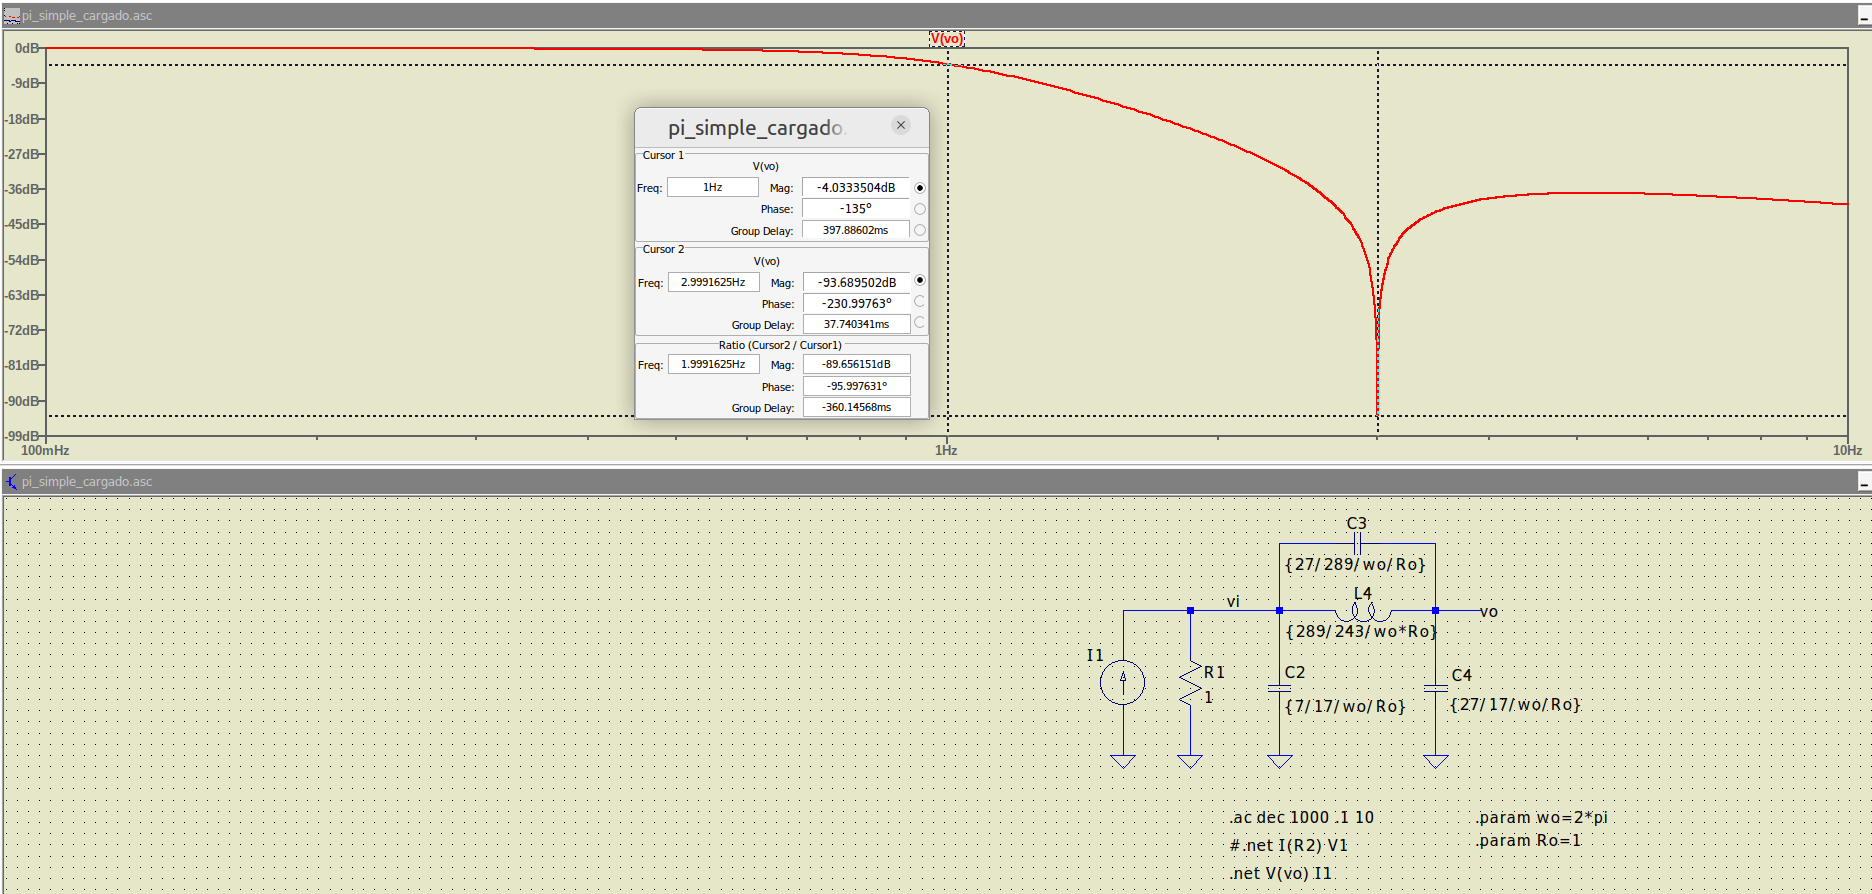 pi_simple_cargado.asc
V(vo)
0dB
-9dB
-18dB
-27dB
-36dB
-45dB
-54dB
-63dB
-72dB
-81dB
-90dB
-99dB
100mHz
1Hz
10Hz
pi_simple_cargado.
Cursor 1
V(vo)
Freq: 1Hz Mag: -4.0333504dB
Phase: -135°
Group Delay: 397.88602ms
Cursor 2
V(vo)
Freq: 2.9991625Hz Mag: -93.689502dB
Phase: -230.99763°
Group Delay: 37.740341ms
Ratio (Cursor2 / Cursor1)
Freq: 1.9991625Hz Mag: -89.656151dB
Phase: -95.997631°
Group Delay: -360.14568ms
pi_simple_cargado.asc
C3
{27/289/wo/Ro}
L4
{289/243/wo*Ro}
vi
vo
I1
R1
1
C2
{7/17/wo/Ro}
C4
{27/17/wo/Ro}
.ac dec 1000 .1 10
#.net I(R2) V1
.net V(vo) I1
.param wo=2*pi
.param Ro=1